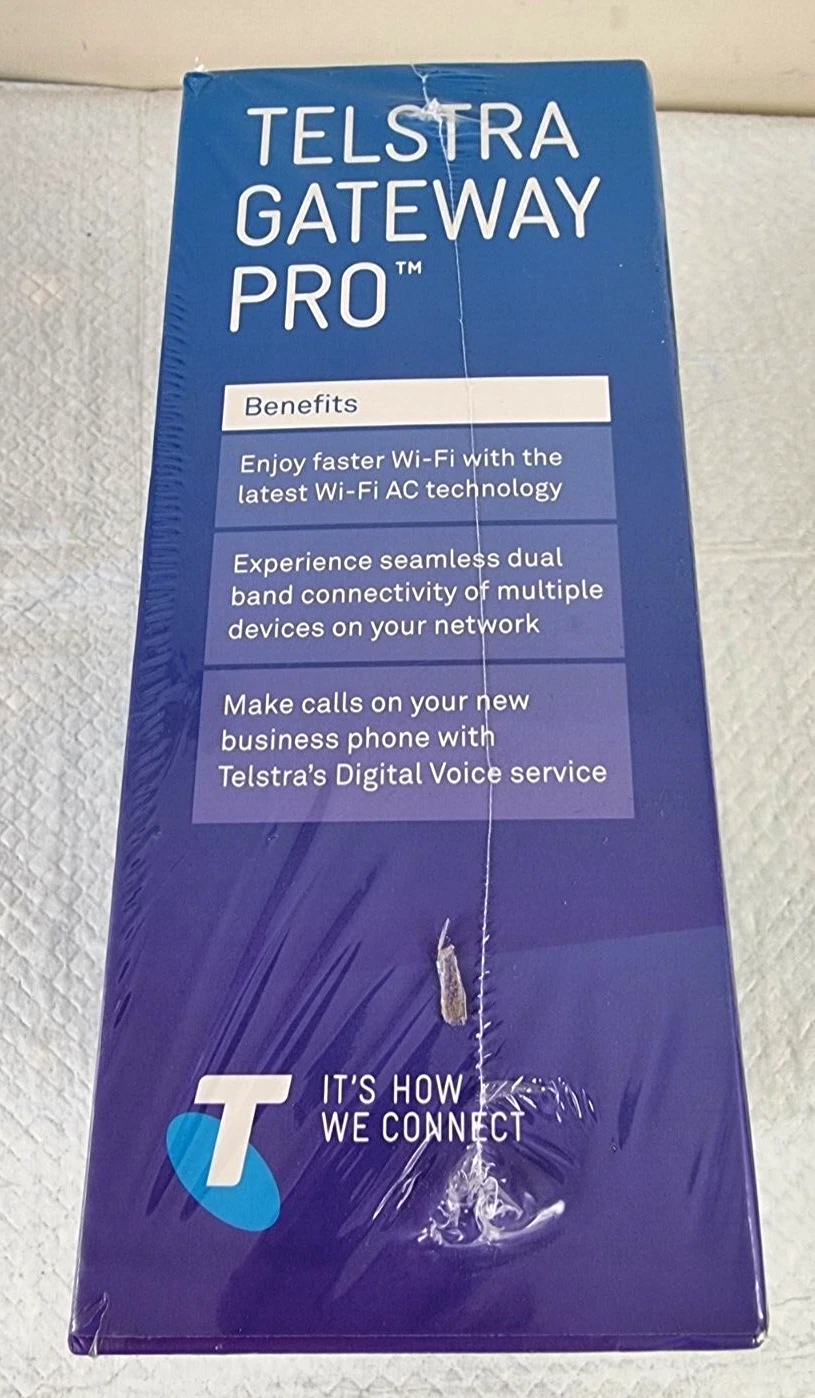 TELSTRA
GATEWAY
PRO™
Benefits
Enjoy faster Wi-Fi with the
latest Wi-Fi AC technology
Experience seamless dual
band connectivity of multiple
devices on your network
Make calls on your new
business phone with
Telstra's Digital Voice service
T
IT'S HOW
WE CONNECT